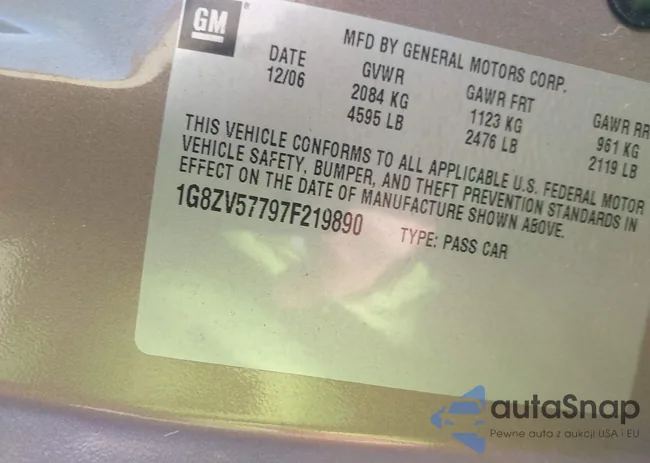 GM ®
MFD BY GENERAL MOTORS CORP.
DATE GVWR GAWR FRT GAWR RR
12/06 2084 KG 1123 KG 961 KG
4595 LB 2476 LB 2119 LB
THIS VEHICLE CONFORMS TO ALL APPLICABLE U.S. FEDERAL MOTOR
VEHICLE SAFETY, BUMPER, AND THEFT PREVENTION STANDARDS IN
EFFECT ON THE DATE OF MANUFACTURE SHOWN ABOVE.
1G8ZV57797F219890 TYPE: PASS CAR
autaSnap
Pewne auta z aukcji USA i EU